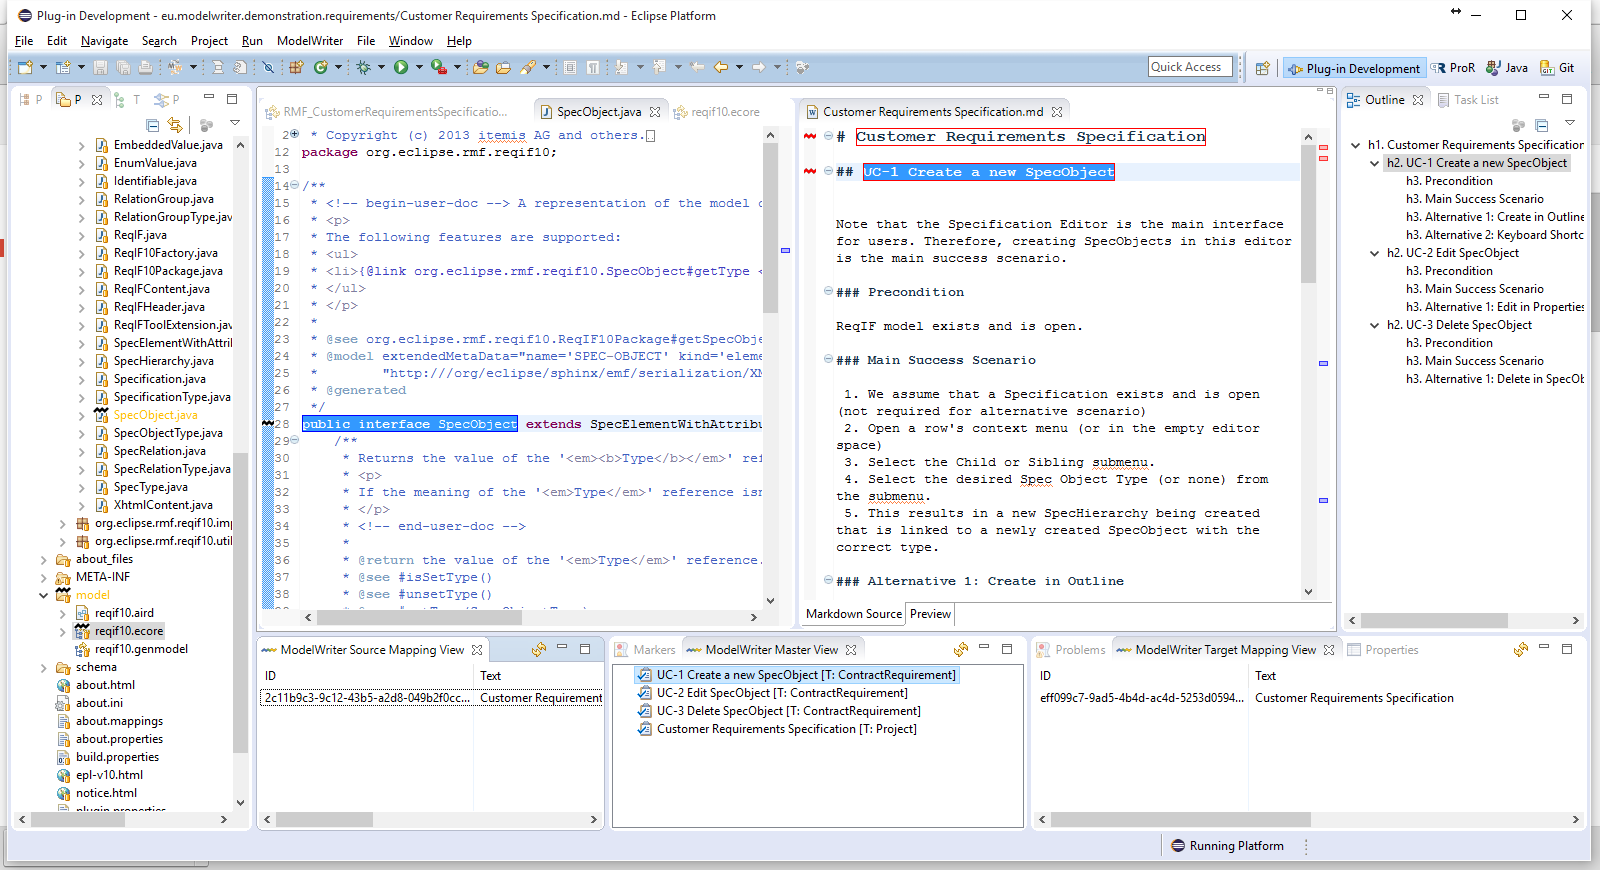 Plug-in Development - eu.modelwriter.demonstration.requirements/Customer Requirements Specification.md - Eclipse Platform
File Edit Navigate Search Project Run ModelWriter File Window Help
Quick Access
Plug-in Development
ProR
Java
Git
P
P
T
P
EmbeddedValue.java
EnumValue.java
Identifiable.java
RelationGroup.java
RelationGroupType.jav
ReqIF.java
ReqIF10Factory.java
ReqIF10Package.java
ReqIFContent.java
ReqIFHeader.java
ReqIFToolExtension.jav
SpecElementWithAttril
SpecHierarchy.java
Specification.java
SpecificationType.java
SpecObject.java
SpecObjectType.java
SpecRelation.java
SpecRelationType.java
SpecType.java
XhtmlContent.java
org.eclipse.rmf.reqif10.imp
org.eclipse.rmf.reqif10.util
about_files
META-INF
model
reqif10.aird
reqif10.ecore
reqif10.genmodel
schema
about.html
about.ini
about.mappings
about.properties
build.properties
epl-v10.html
notice.html
plugin.properties
RMF_CustomerRequirementsSpecificatio...
SpecObject.java
reqif10.ecore
2 * Copyright (c) 2013 itemis AG and others.
12 package org.eclipse.rmf.reqif10;
13
14 /**
15 * <!-- begin-user-doc --> A representation of the model o
16 * <p>
17 * The following features are supported:
18 * <ul>
19 * <li>{@link org.eclipse.rmf.reqif10.SpecObject#getType <
20 * </ul>
21 * </p>
22 *
23 * @see org.eclipse.rmf.reqif10.ReqIF10Package#getSpecObje
24 * @model extendedMetaData="name='SPEC-OBJECT' kind='eleme
25 "http:///org/eclipse/sphinx/emf/serialization/XM
26 * @generated
27 */
28 public interface SpecObject extends SpecElementWithAttribu
29 /**
30 * Returns the value of the '<em><b>Type</b></em>' ref
31 * <p>
32 * If the meaning of the '<em>Type</em>' reference isn
33 * </p>
34 * <!-- end-user-doc -->
35 *
36 * @return the value of the '<em>Type</em>' reference.
37 * @see #isSetType()
38 * @see #unsetType()
Customer Requirements Specification.md
# Customer Requirements Specification
## UC-1 Create a new SpecObject
Note that the Specification Editor is the main interface
for users. Therefore, creating SpecObjects in this editor
is the main success scenario.
### Precondition
ReqIF model exists and is open.
### Main Success Scenario
1. We assume that a Specification exists and is open
(not required for alternative scenario)
2. Open a row's context menu (or in the empty editor
space)
3. Select the Child or Sibling submenu.
4. Select the desired Spec Object Type (or none) from
the submenu.
5. This results in a new SpecHierarchy being created
that is linked to a newly created SpecObject with the
correct type.
### Alternative 1: Create in Outline
Markdown Source Preview
Outline
Task List
h1. Customer Requirements Specification
h2. UC-1 Create a new SpecObject
h3. Precondition
h3. Main Success Scenario
h3. Alternative 1: Create in Outline
h3. Alternative 2: Keyboard Shortc
h2. UC-2 Edit SpecObject
h3. Precondition
h3. Main Success Scenario
h3. Alternative 1: Edit in Properties
h2. UC-3 Delete SpecObject
h3. Precondition
h3. Main Success Scenario
h3. Alternative 1: Delete in SpecOb
ModelWriter Source Mapping View
ID Text
2c11b9c3-9c12-43b5-a2d8-049b2f0cc... Customer Requirement
Markers
ModelWriter Master View
UC-1 Create a new SpecObject [T: ContractRequirement]
UC-2 Edit SpecObject [T: ContractRequirement]
UC-3 Delete SpecObject [T: ContractRequirement]
Customer Requirements Specification [T: Project]
Problems
ModelWriter Target Mapping View
Properties
ID Text
eff099c7-9ad5-4b4d-ac4d-5253d0594... Customer Requirements Specification
Running Platform